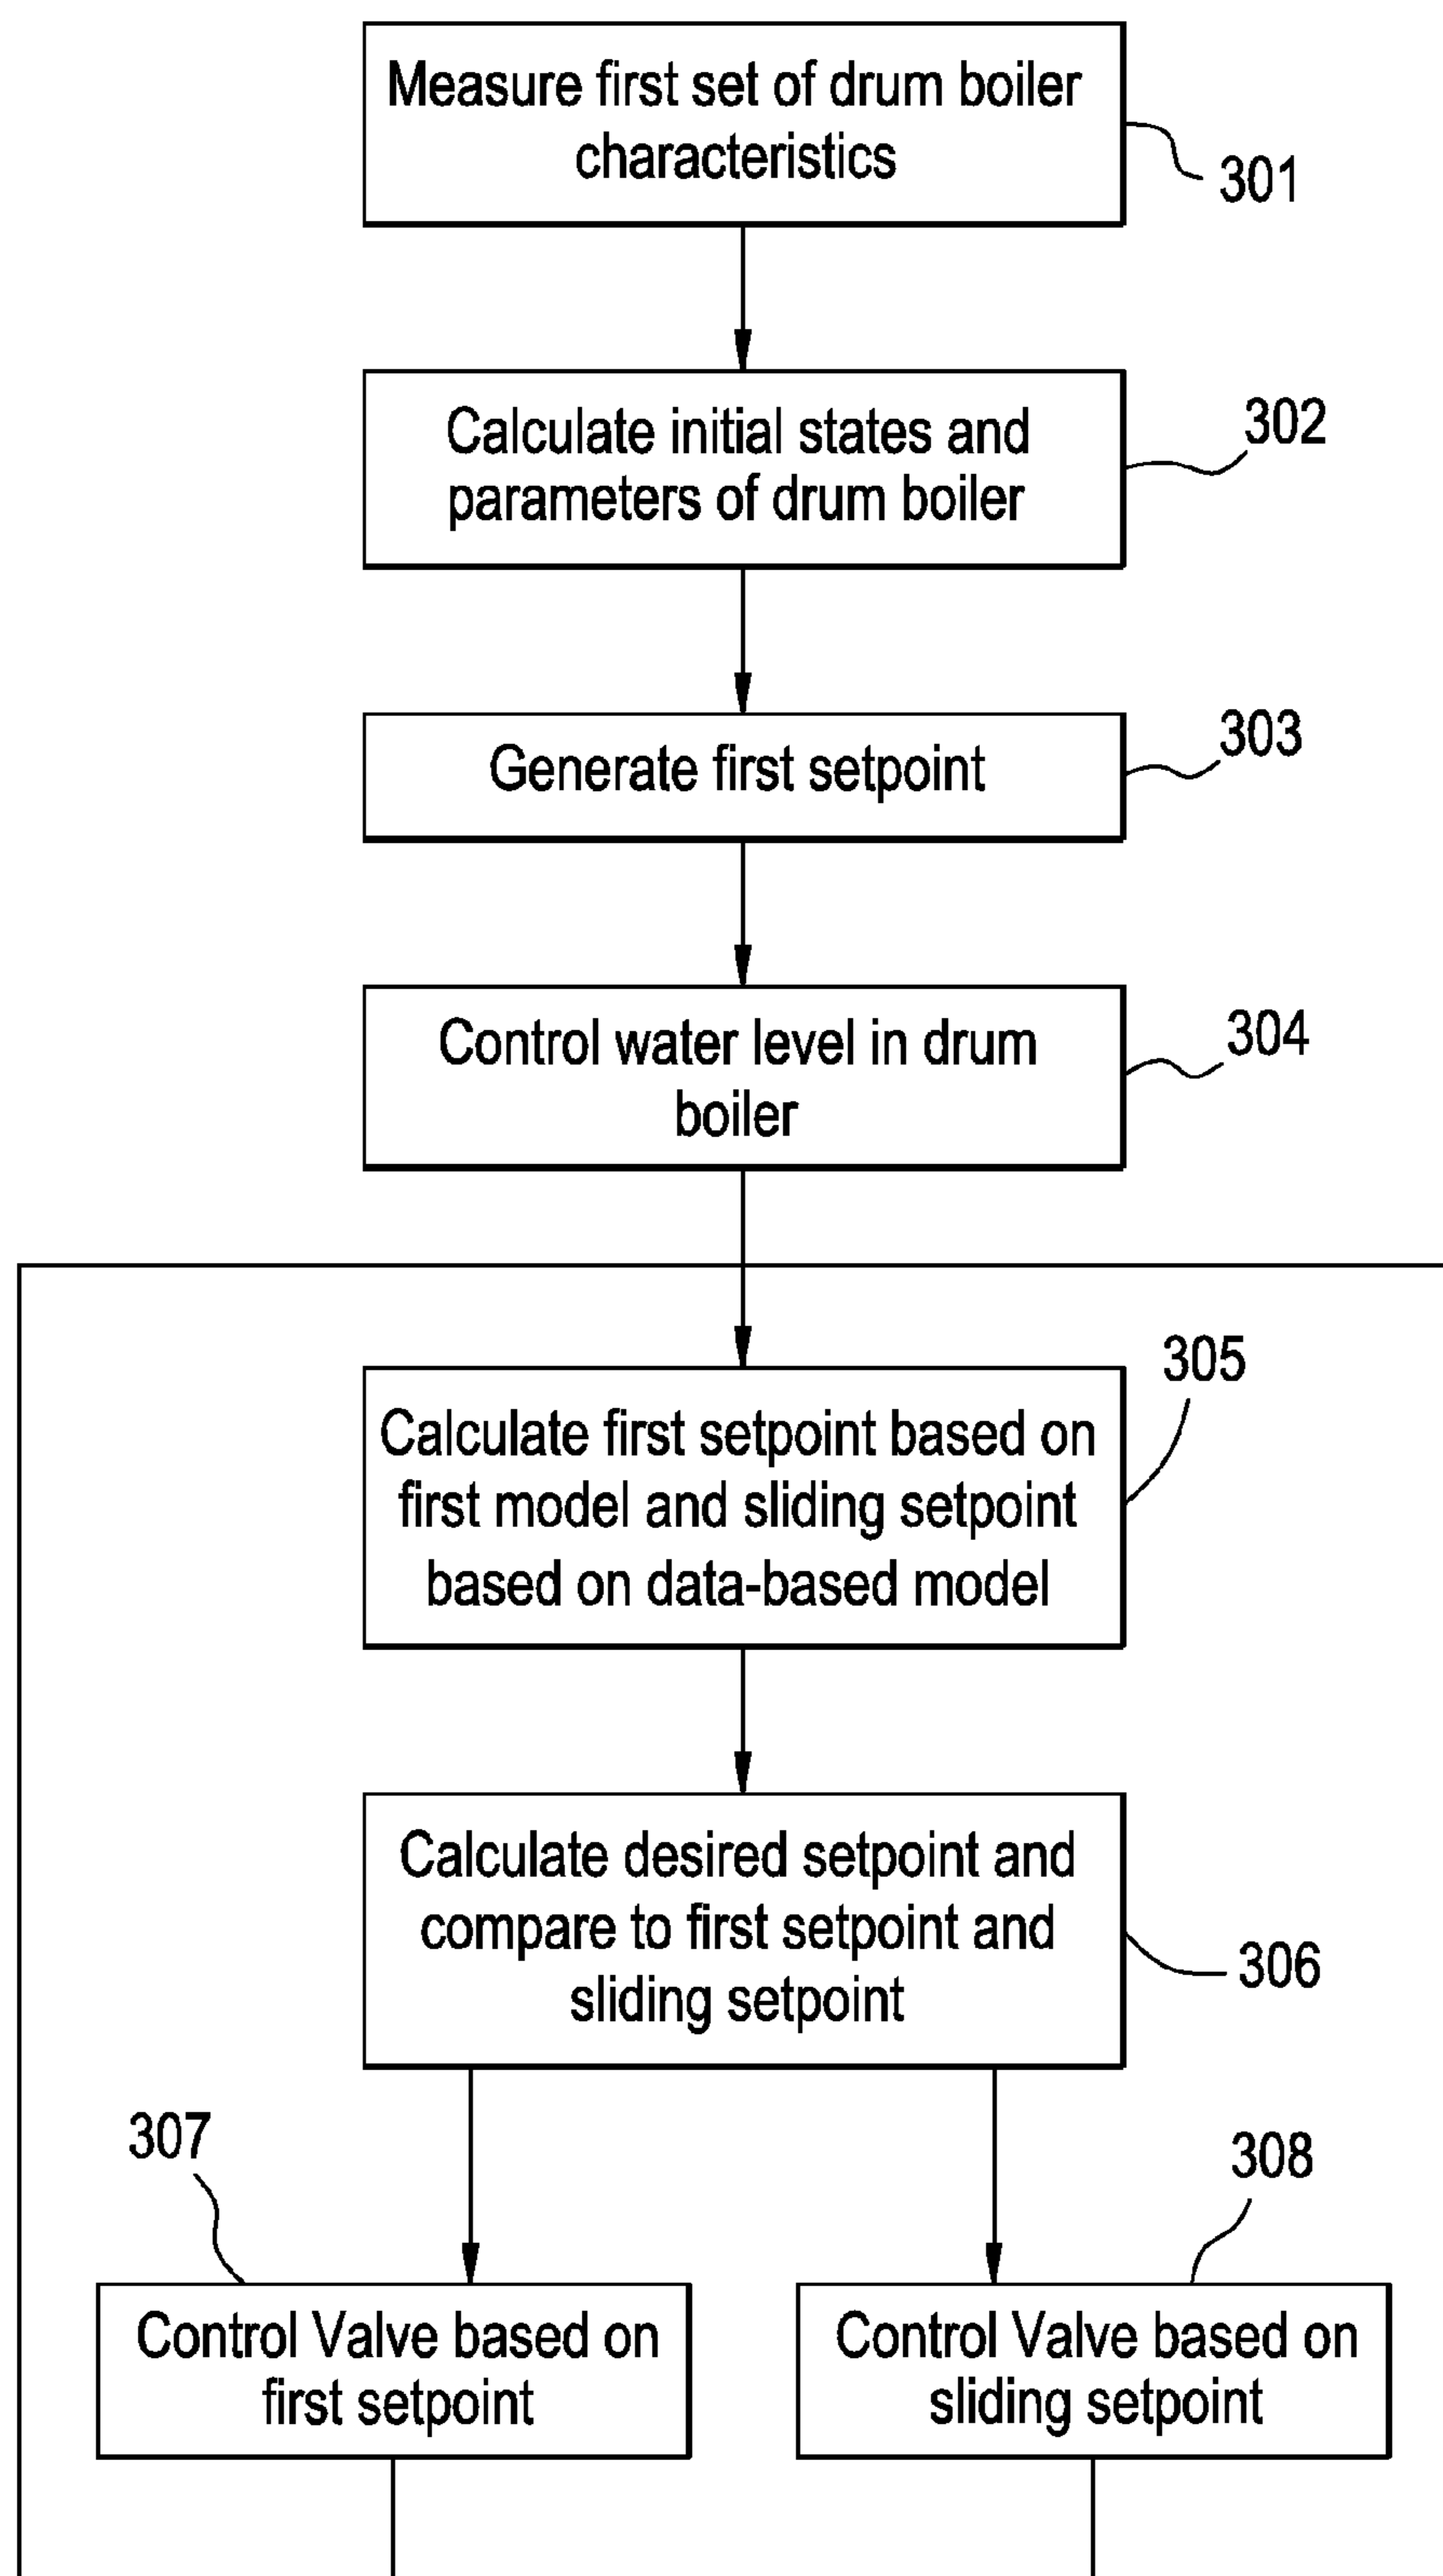 Measure first set of drum boiler
characteristics
301
Calculate initial states and
parameters of drum boiler
302
Generate first setpoint
303
Control water level in drum
boiler
304
Calculate first setpoint based on
first model and sliding setpoint
based on data-based model
305
Calculate desired setpoint and
compare to first setpoint and
sliding setpoint
306
307
Control Valve based on
first setpoint
308
Control Valve based on
sliding setpoint